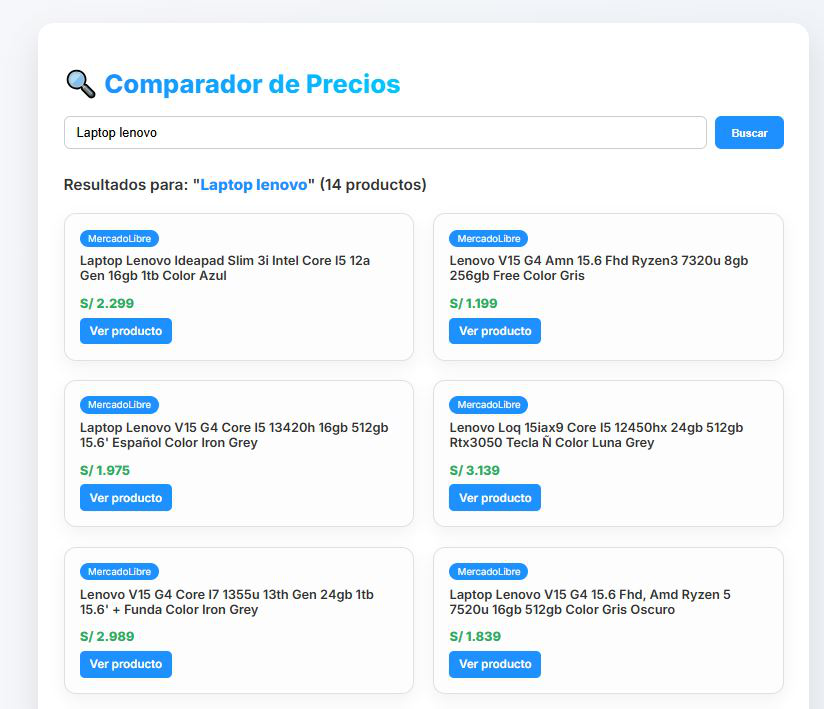 Comparador de Precios
Laptop lenovo
Buscar
Resultados para: "Laptop lenovo" (14 productos)
MercadoLibre
Laptop Lenovo Ideapad Slim 3i Intel Core I5 12a
Gen 16gb 1tb Color Azul
S/ 2.299
Ver producto
MercadoLibre
Lenovo V15 G4 Amn 15.6 Fhd Ryzen3 7320u 8gb
256gb Free Color Gris
S/ 1.199
Ver producto
MercadoLibre
Laptop Lenovo V15 G4 Core I5 13420h 16gb 512gb
15.6' Español Color Iron Grey
S/ 1.975
Ver producto
MercadoLibre
Lenovo Loq 15iax9 Core I5 12450hx 24gb 512gb
Rtx3050 Tecla Ñ Color Luna Grey
S/ 3.139
Ver producto
MercadoLibre
Lenovo V15 G4 Core I7 1355u 13th Gen 24gb 1tb
15.6' + Funda Color Iron Grey
S/ 2.989
Ver producto
MercadoLibre
Laptop Lenovo V15 G4 15.6 Fhd, Amd Ryzen 5
7520u 16gb 512gb Color Gris Oscuro
S/ 1.839
Ver producto